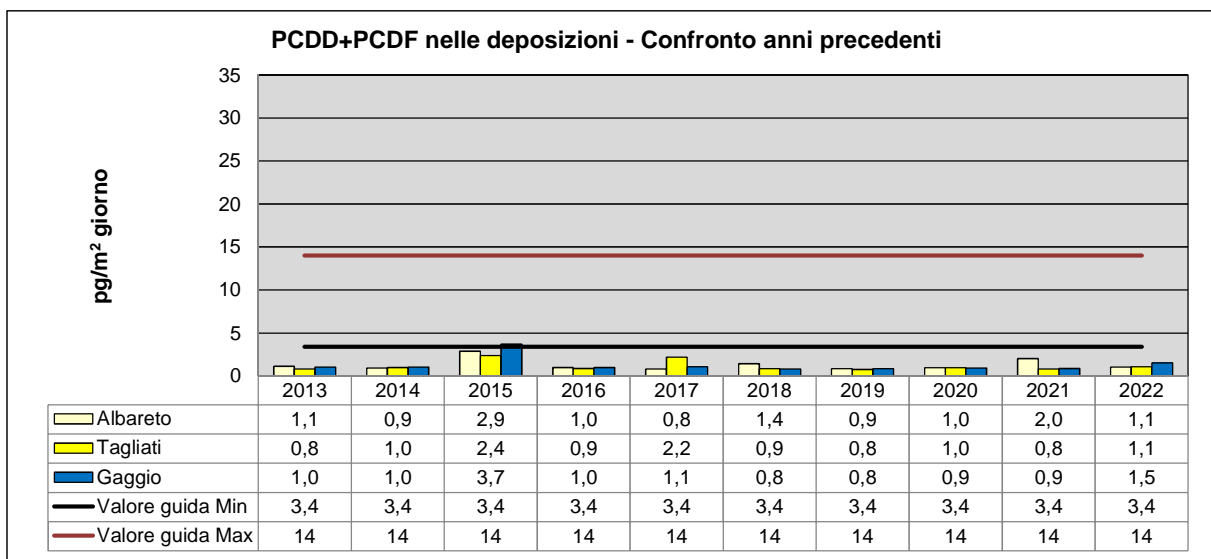 PCDD+PCDF nelle deposizioni - Confronto anni precedenti
pg/m² giorno
35
30
25
20
15
10
5
0
2013 2014 2015 2016 2017 2018 2019 2020 2021 2022
Albareto 1,1 0,9 2,9 1,0 0,8 1,4 0,9 1,0 2,0 1,1
Tagliati 0,8 1,0 2,4 0,9 2,2 0,9 0,8 1,0 0,8 1,1
Gaggio 1,0 1,0 3,7 1,0 1,1 0,8 0,8 0,9 0,9 1,5
Valore guida Min 3,4 3,4 3,4 3,4 3,4 3,4 3,4 3,4 3,4 3,4
Valore guida Max 14 14 14 14 14 14 14 14 14 14